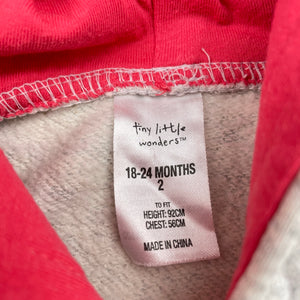 tiny little
wonders™
18-24 MONTHS
2
TO FIT
HEIGHT: 92CM
CHEST: 56CM
MADE IN CHINA